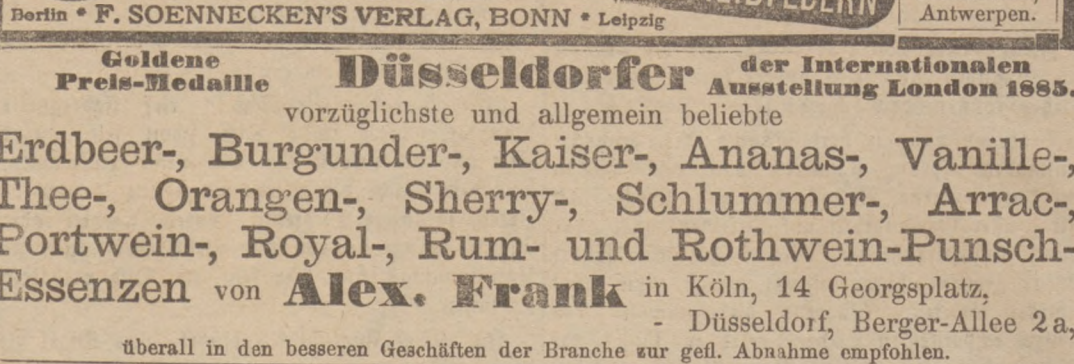 Berlin * F. SOENNECKEN'S VERLAG, BONN * Leipzig
Antwerpen.
Goldene
Preis-Medaille
Düsseldorfer
der Internationalen
Ausstellung London 1885.
vorzüglichste und allgemein beliebte
Erdbeer-, Burgunder-, Kaiser-, Ananas-, Vanille-,
Thee-, Orangen-, Sherry-, Schlummer-, Arrac-,
Portwein-, Royal-, Rum- und Rothwein-Punsch-
Essenzen von Alex. Frank in Köln, 14 Georgsplatz,
- Düsseldorf, Berger-Allee 2a,
überall in den besseren Geschäften der Branche zur gefl. Abnahme empfohlen.